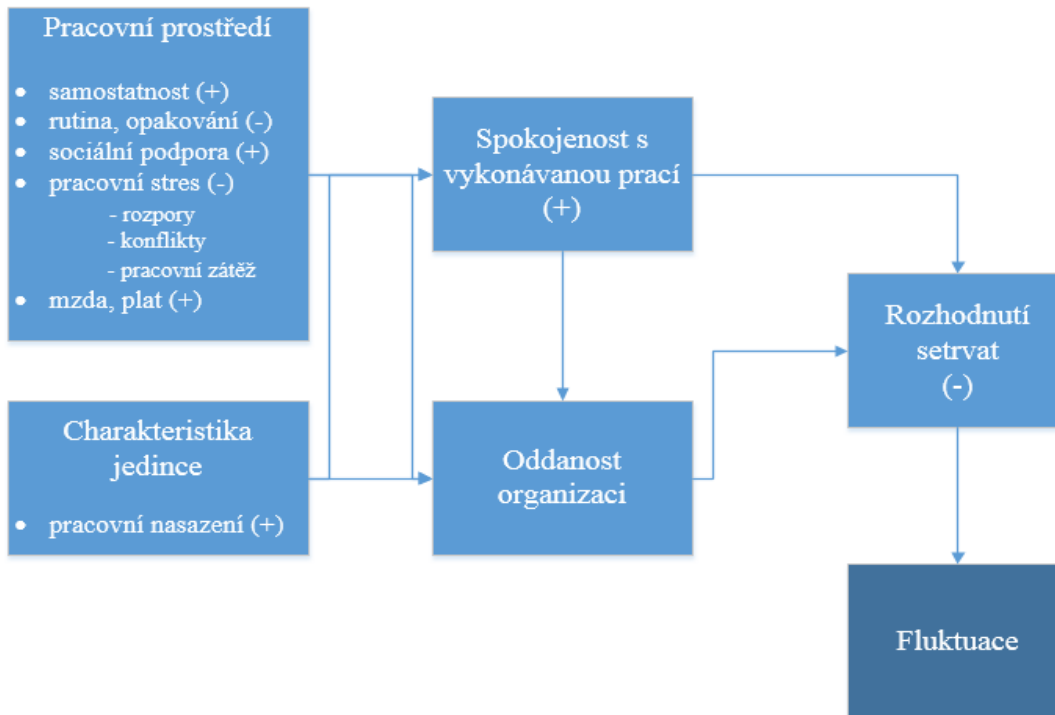 Pracovní prostředí
• samostatnost (+)
• rutina, opakování (-)
• sociální podpora (+)
• pracovní stres (-)
- rozpory
- konflikty
- pracovní zátěž
• mzda, plat (+)
Charakteristika
jedince
• pracovní nasazení (+)
Spokojenost s
vykonávanou prací
(+)
Oddanost
organizaci
Rozhodnutí
setrvat
(-)
Fluktuace